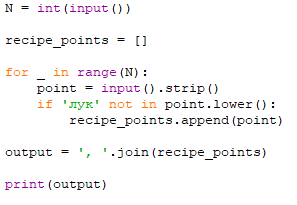 N = int(input())
recipe_points = []
for _ in range(N):
    point = input().strip()
    if 'лук' not in point.lower():
        recipe_points.append(point)
output = ', '.join(recipe_points)
print(output)